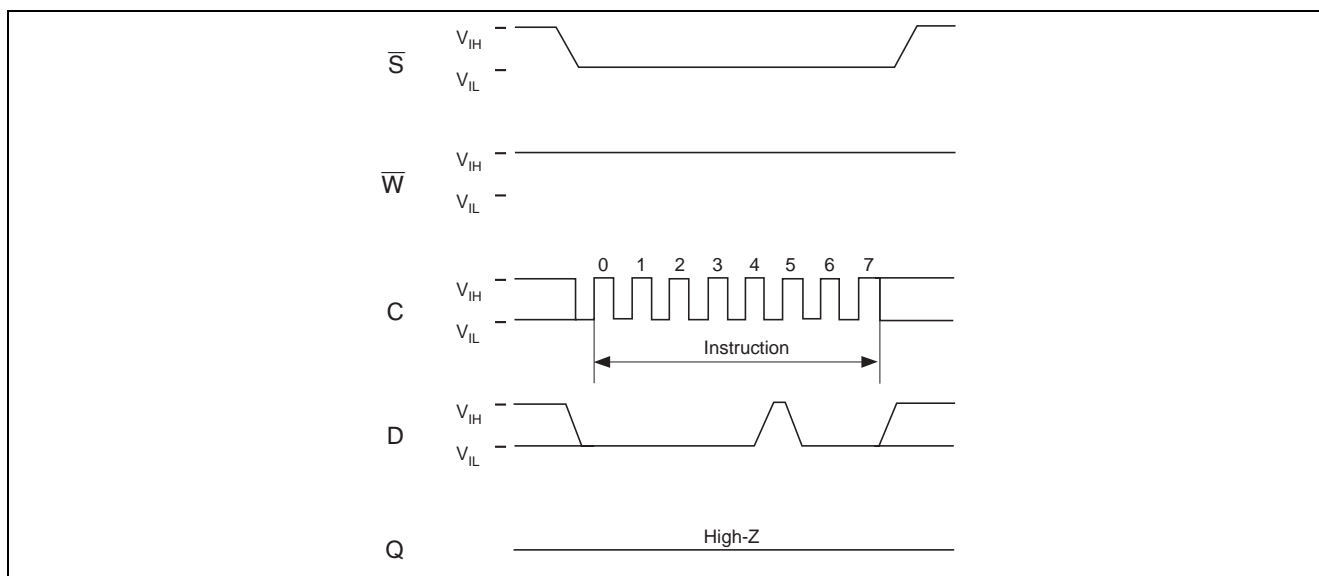 S̅
V_IH
V_IL
W̅
V_IH
V_IL
0 1 2 3 4 5 6 7
C
V_IH
V_IL
Instruction
D
V_IH
V_IL
Q
High-Z